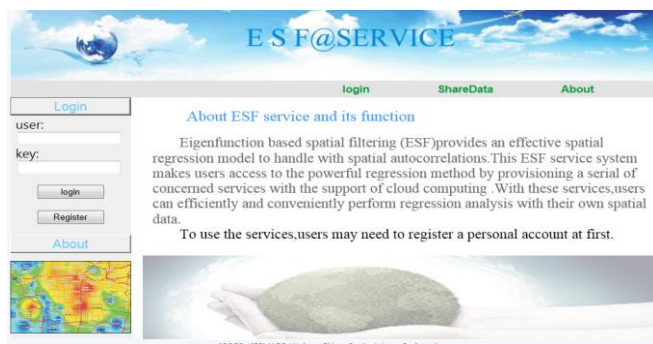 E S F@SERVICE
login ShareData About
Login
user:
key:
login
Register
About
About ESF service and its function
Eigenfunction based spatial filtering (ESF)provides an effective spatial
regression model to handle with spatial autocorrelations.This ESF service system
makes users access to the powerful regression method by provisioning a serial of
concerned services with the support of cloud computing .With these services,users
can efficiently and conveniently perform regression analysis with their own spatial
data.
To use the services,users may need to register a personal account at first.